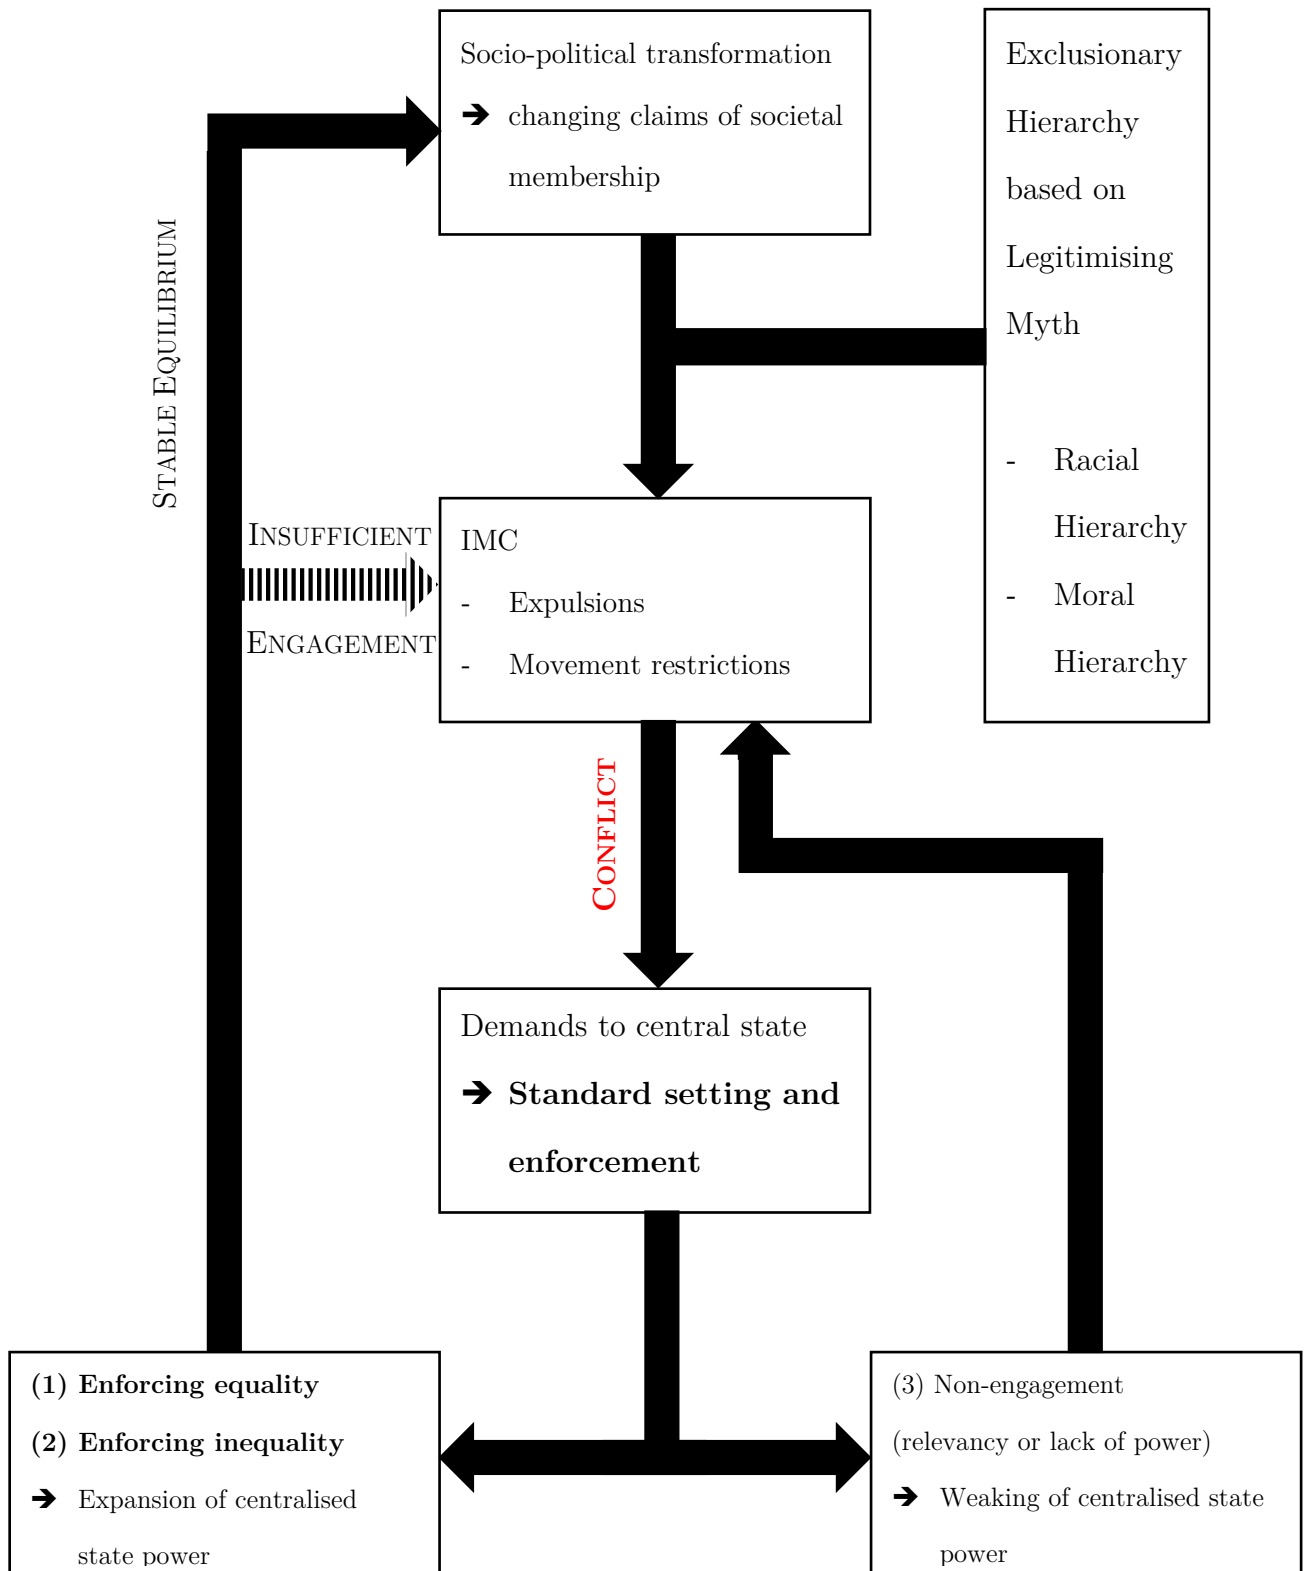 Socio-political transformation
➔ changing claims of societal
membership
Exclusionary
Hierarchy
based on
Legitimising
Myth
- Racial
Hierarchy
- Moral
Hierarchy
STABLE EQUILIBRIUM
INSUFFICIENT
ENGAGEMENT
IMC
- Expulsions
- Movement restrictions
CONFLICT
Demands to central state
➔ Standard setting and
enforcement
(1) Enforcing equality
(2) Enforcing inequality
➔ Expansion of centralised
state power
(3) Non-engagement
(relevancy or lack of power)
➔ Weaking of centralised state
power